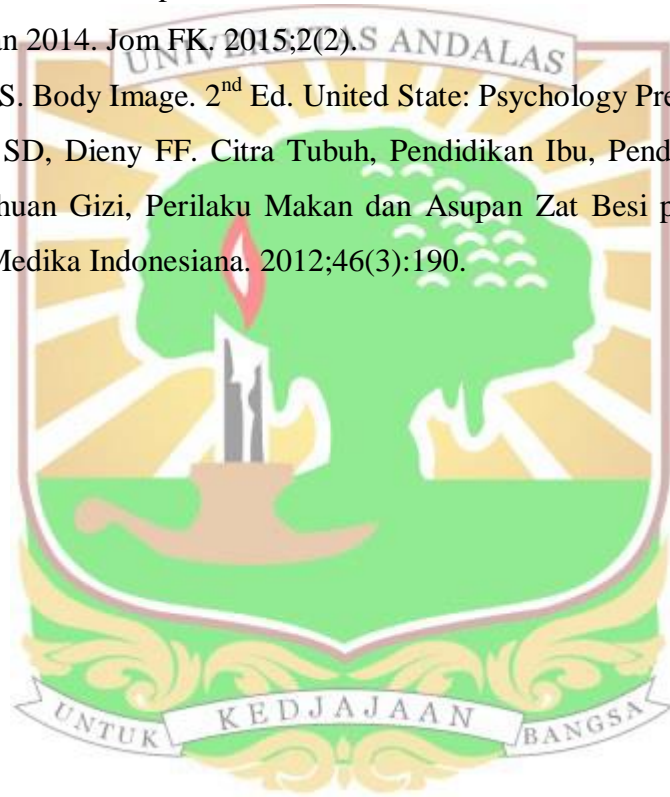 an 2014. Jom FK. 2015;2(2).
UNIVERSITAS ANDALAS
S. Body Image. 2nd Ed. United State: Psychology Pre
SD, Dieny FF. Citra Tubuh, Pendidikan Ibu, Pend
huan Gizi, Perilaku Makan dan Asupan Zat Besi p
Medika Indonesiana. 2012;46(3):190.
UNTUK KEDJAJAAN BANGSA